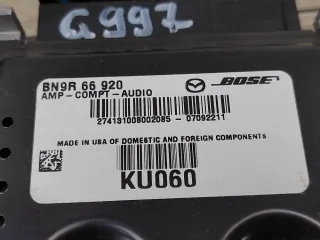 G997
BN9R 66 920
AMP-COMPT-AUDIO
BOSE
274131008002085 - 07092211
MADE IN USA OF DOMESTIC AND FOREIGN COMPONENTS
KU060